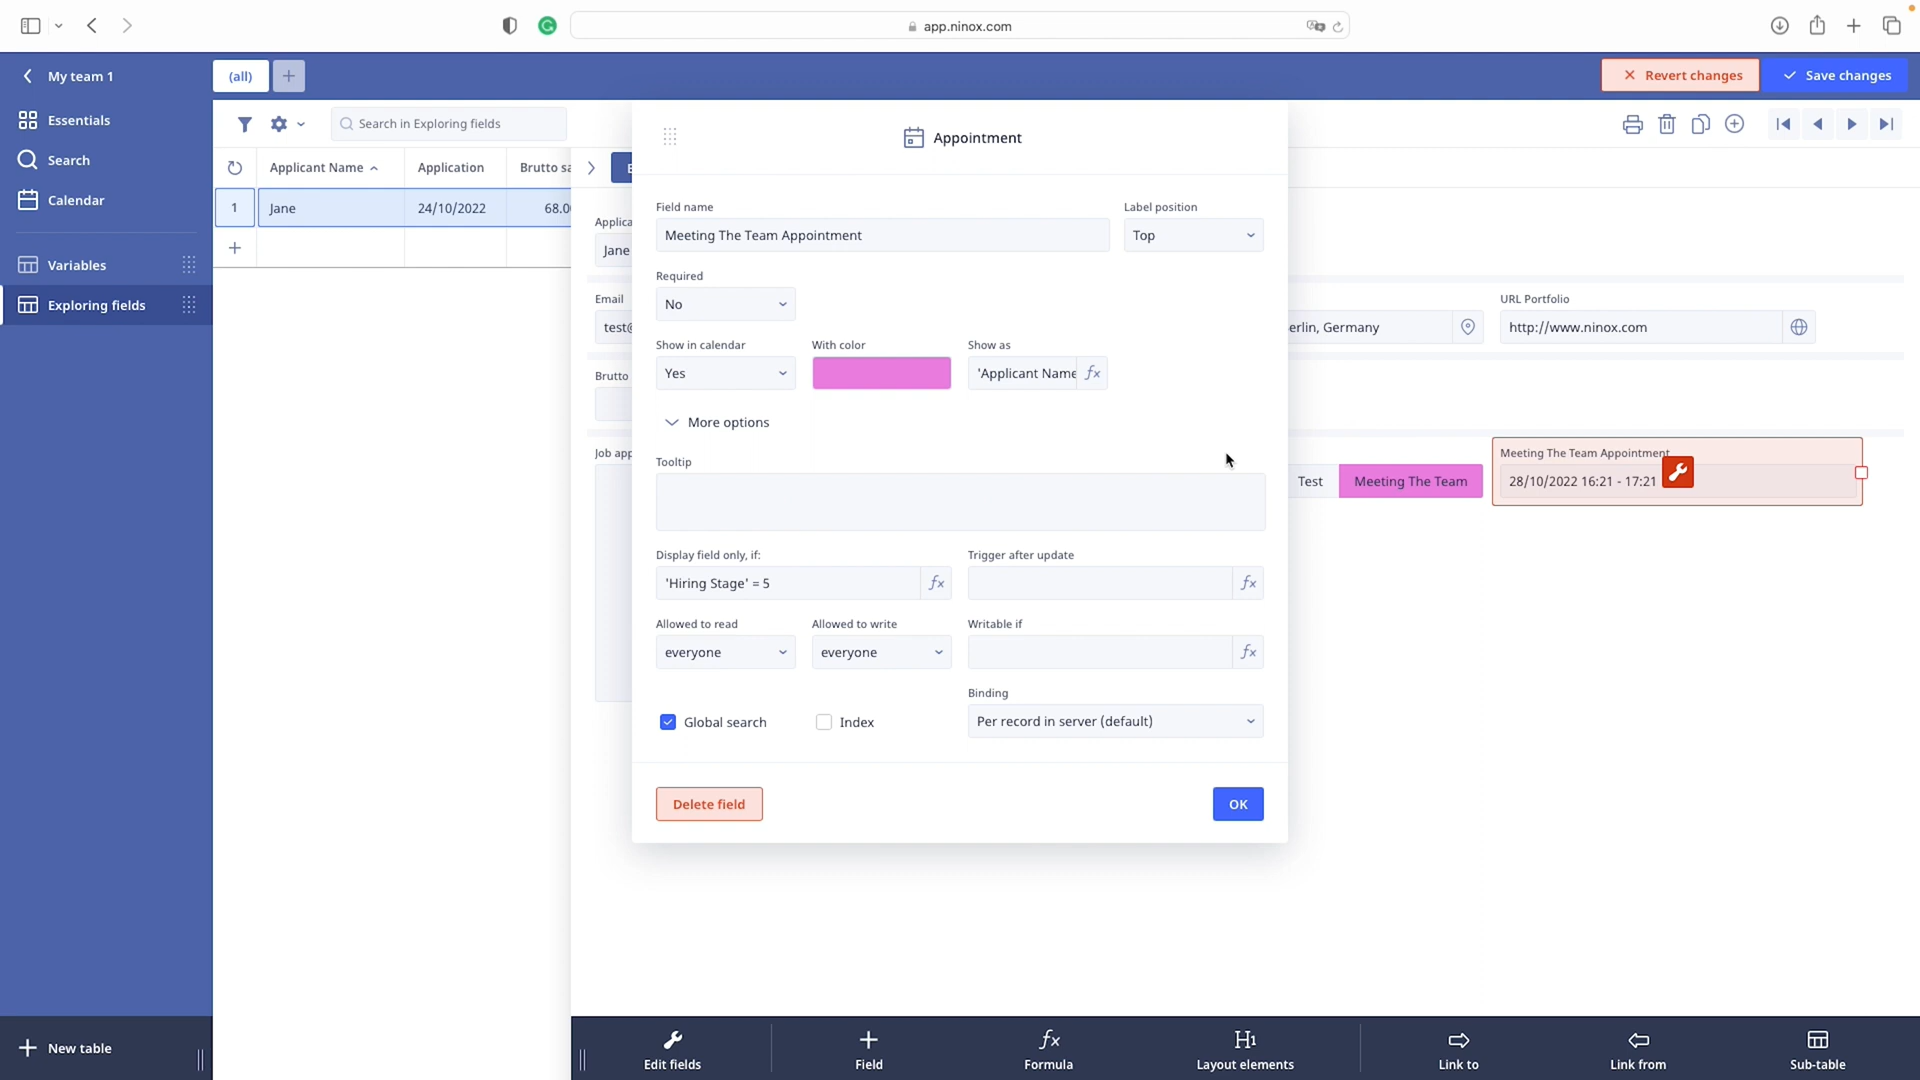 app.ninox.com
My team 1
(all)
Revert changes
Save changes
Essentials
Search
Calendar
Variables
Exploring fields
New table
Search in Exploring fields
Applicant Name
Application
Brutto sa
1
Jane
24/10/2022
68.0
E
Applica
Jane
Email
test@
Brutto
Job app
Appointment
Field name
Label position
Meeting The Team Appointment
Top
Required
No
Show in calendar
With color
Show as
Yes
'Applicant Name
fx
More options
Tooltip
Display field only, if:
Trigger after update
'Hiring Stage' = 5
fx
fx
Allowed to read
Allowed to write
Writable if
everyone
everyone
fx
Binding
Global search
Index
Per record in server (default)
Delete field
OK
URL Portfolio
erlin, Germany
http://www.ninox.com
Meeting The Team Appointment
Test
Meeting The Team
28/10/2022 16:21 - 17:21
Edit fields
Field
fx
Formula
H1
Layout elements
Link to
Link from
Sub-table